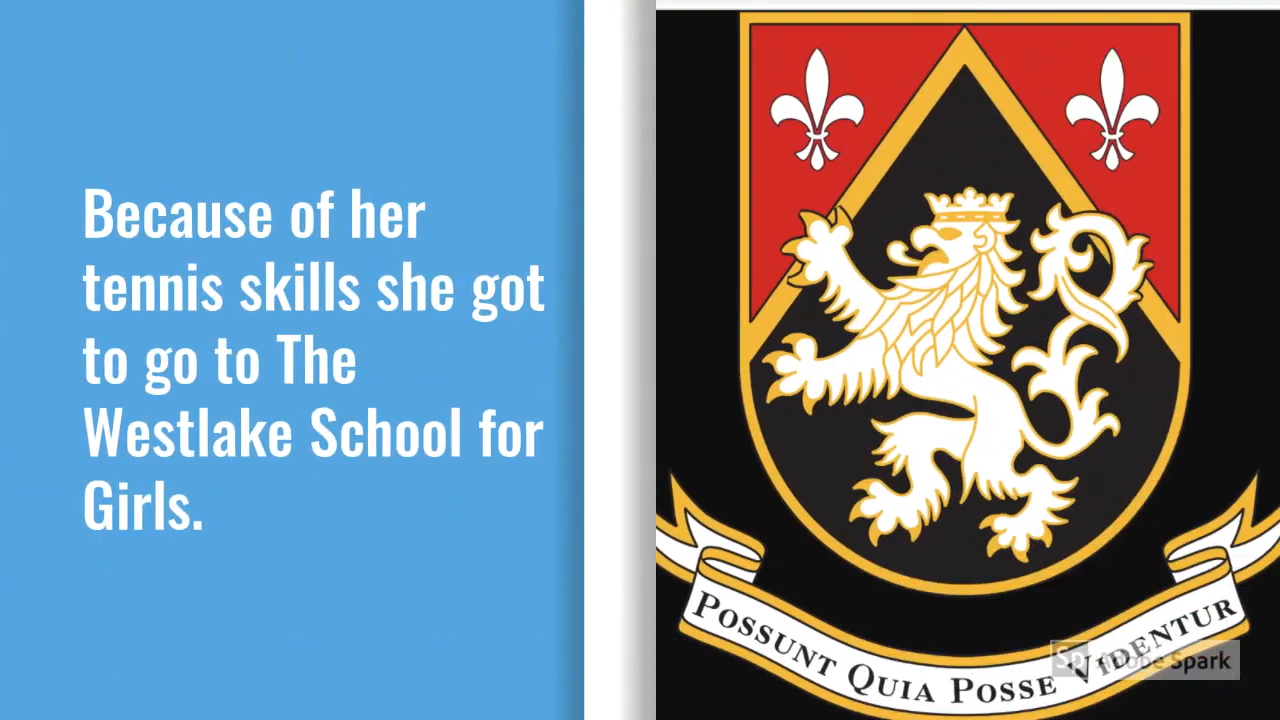 Because of her
tennis skills she got
to go to The
Westlake School for
Girls.
POSSUNT QUIA POSSE VIDENTUR
Sp Adobe Spark